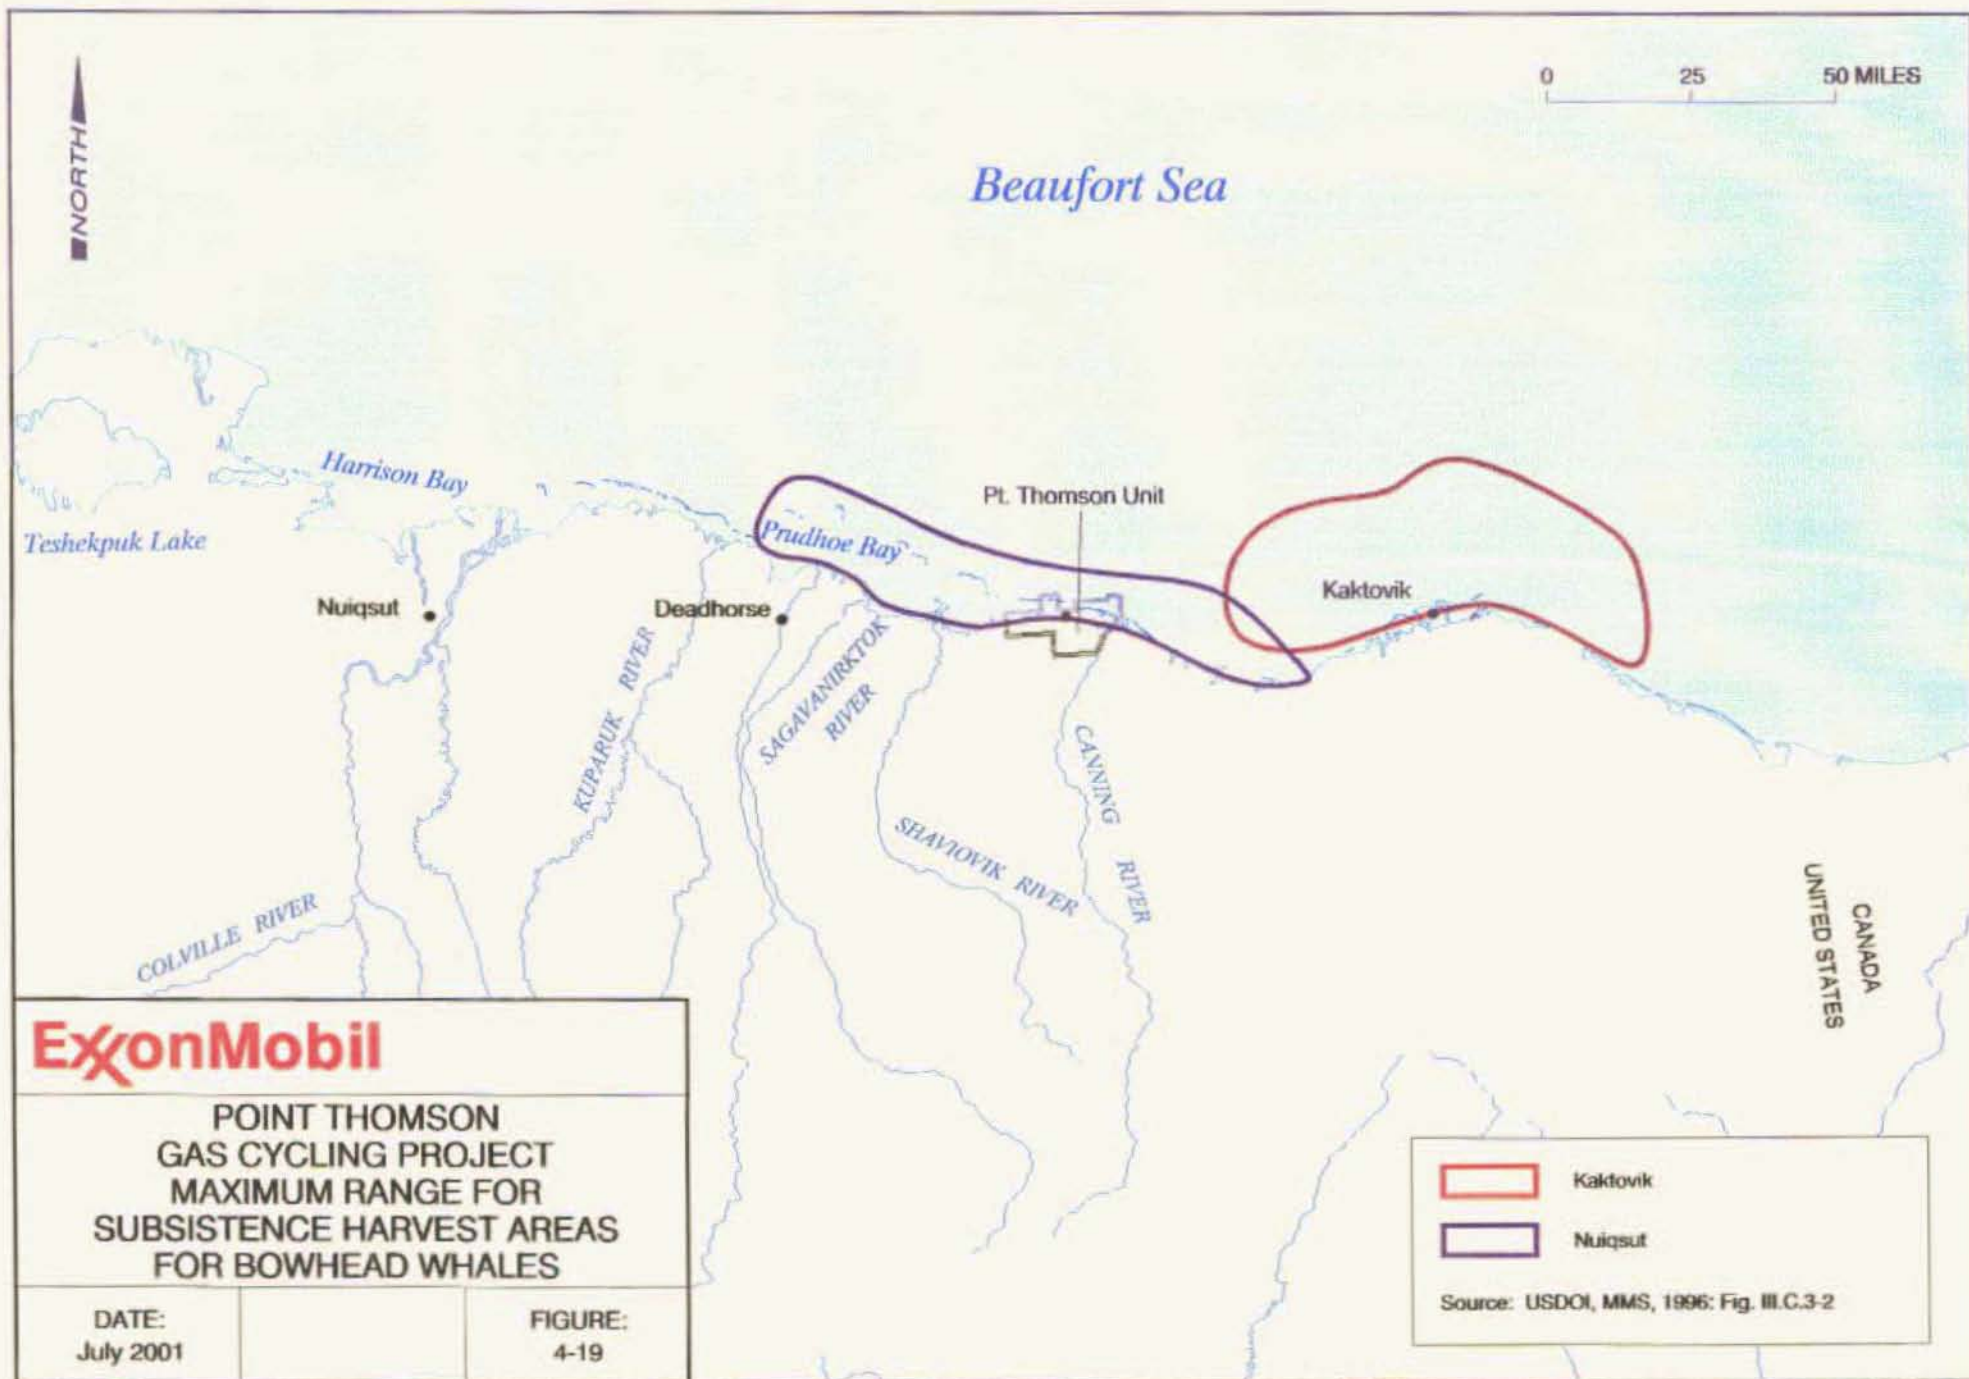 NORTH
0 25 50 MILES
Beaufort Sea
Harrison Bay
Teshekpuk Lake
Prudhoe Bay
Pt. Thomson Unit
Kaktovik
Nuiqsut
Deadhorse
KUPARUK RIVER
SAGAVANIRKTOK
RIVER
SHAVIOVIK RIVER
CANNING RIVER
COLVILLE RIVER
CANADA
UNITED STATES
ExxonMobil
POINT THOMSON
GAS CYCLING PROJECT
MAXIMUM RANGE FOR
SUBSISTENCE HARVEST AREAS
FOR BOWHEAD WHALES
DATE:
July 2001
FIGURE:
4-19
Kaktovik
Nuiqsut
Source: USDOI, MMS, 1996: Fig. III.C.3-2